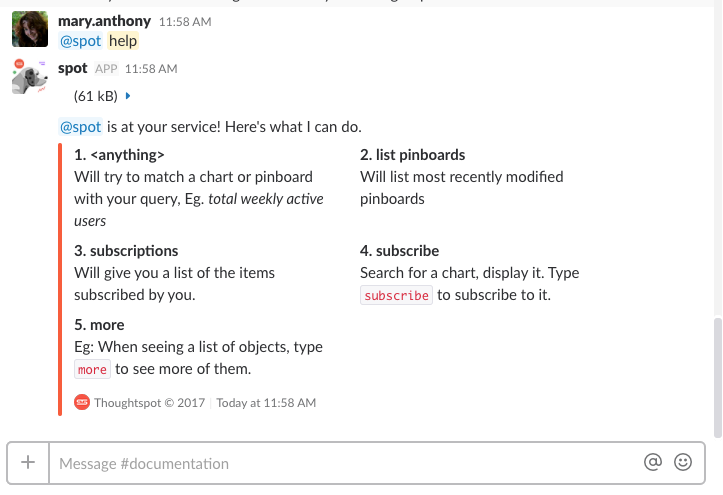 mary.anthony 11:58 AM
@spot help
spot APP 11:58 AM
(61 kB)
@spot is at your service! Here's what I can do.
1. <anything>
Will try to match a chart or pinboard
with your query, Eg. total weekly active
users
2. list pinboards
Will list most recently modified
pinboards
3. subscriptions
Will give you a list of the items
subscribed by you.
4. subscribe
Search for a chart, display it. Type
subscribe to subscribe to it.
5. more
Eg: When seeing a list of objects, type
more to see more of them.
Thoughtspot © 2017 | Today at 11:58 AM
Message #documentation